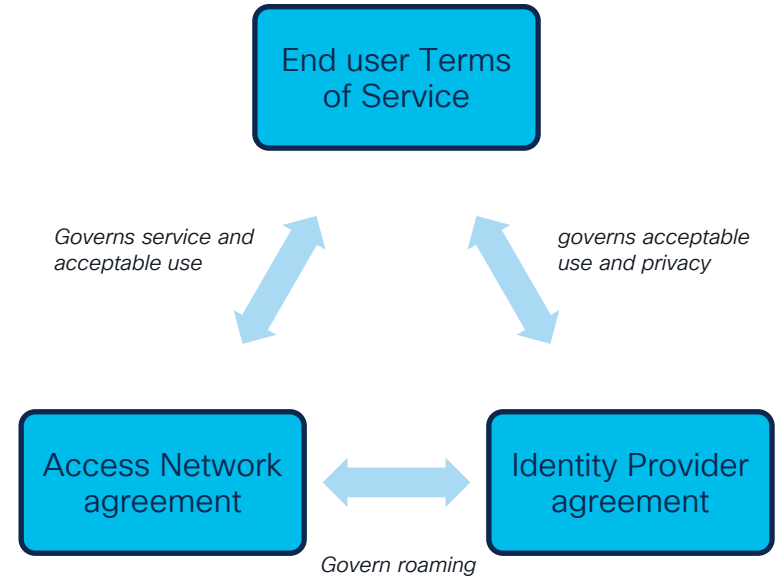 End user Terms
of Service
Governs service and
acceptable use
governs acceptable
use and privacy
Access Network
agreement
Identity Provider
agreement
Govern roaming